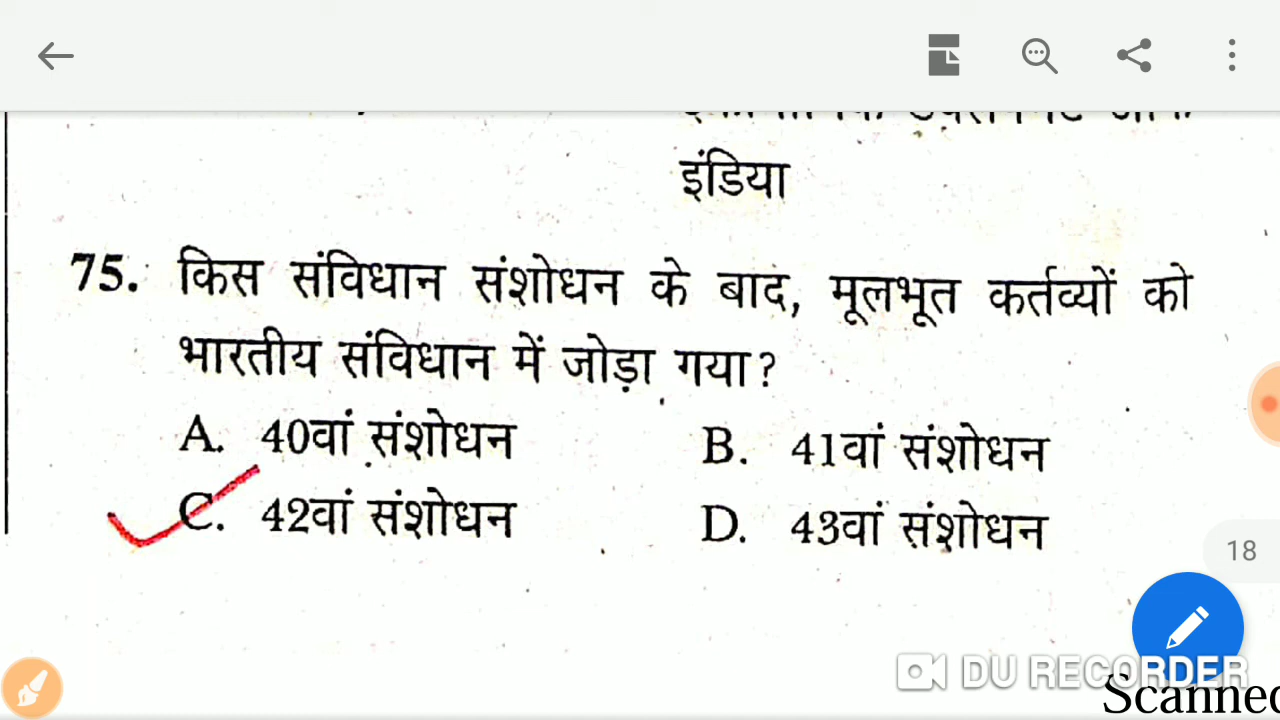 इंडिया
75. किस संविधान संशोधन के बाद, मूलभूत कर्तव्यों को
भारतीय संविधान में जोड़ा गया?
A. 40वां संशोधन B. 41वां संशोधन
C. 42वां संशोधन D. 43वां संशोधन
18
DU RECORDER
Scanned